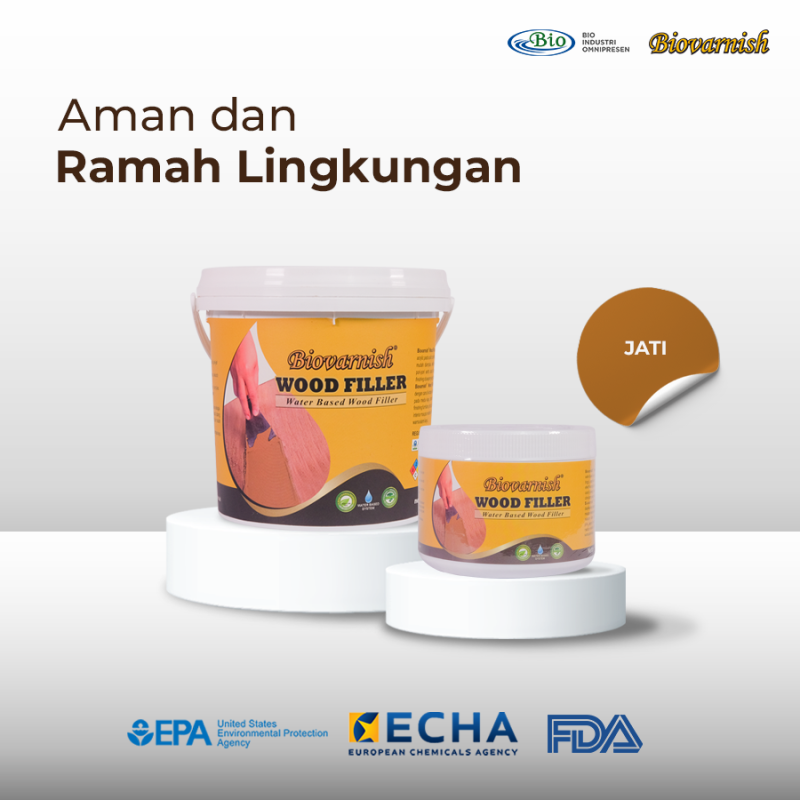 Bio
BIO
INDUSTRI
OMNIPRESEN
Biovarnish
Aman dan
Ramah Lingkungan
Biovarnish®
WOOD FILLER
Water Based Wood Filler
JATI
Biovarnish®
WOOD FILLER
Water Based Wood Filler
EPA
United States
Environmental Protection
Agency
ECHA
EUROPEAN CHEMICALS AGENCY
FDA